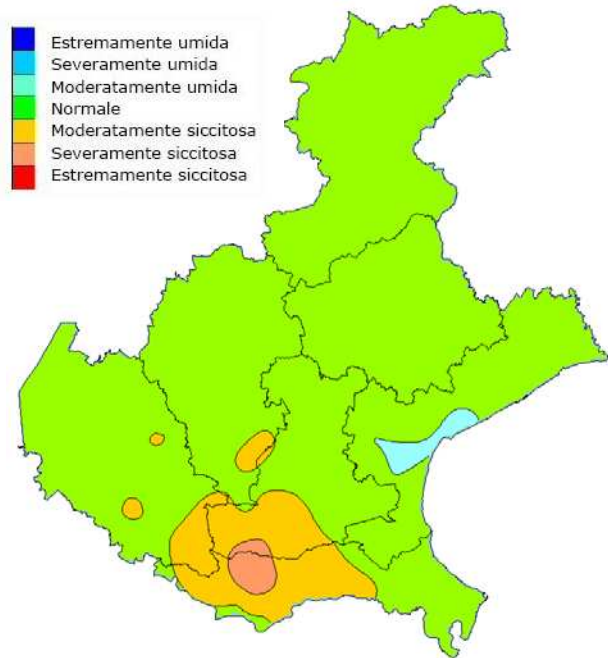 Estremamente umida
Severamente umida
Moderatamente umida
Normale
Moderatamente siccitosa
Severamente siccitosa
Estremamente siccitosa